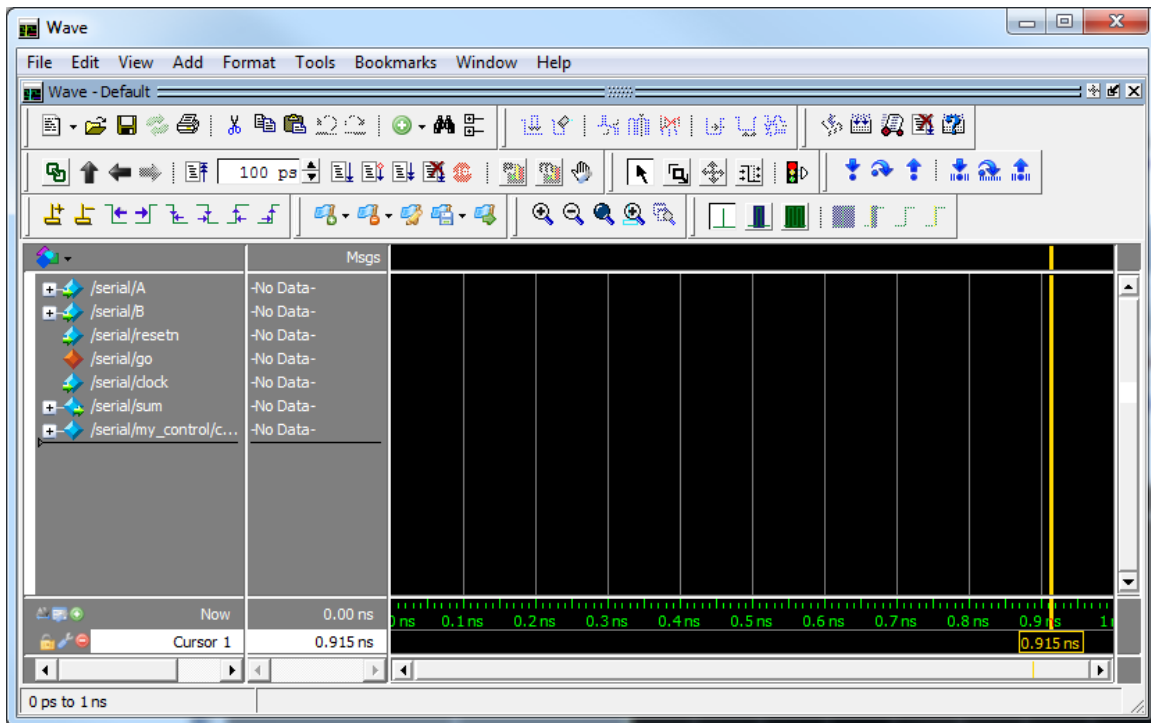 Wave
File Edit View Add Format Tools Bookmarks Window Help
Wave - Default
100 ps
Msgs
/serial/A -No Data-
/serial/B -No Data-
/serial/resetn -No Data-
/serial/go -No Data-
/serial/clock -No Data-
/serial/sum -No Data-
/serial/my_control/c... -No Data-
Now 0.00 ns
0.1 ns 0.2 ns 0.3 ns 0.4 ns 0.5 ns 0.6 ns 0.7 ns 0.8 ns 0.9 ns
Cursor 1 0.915 ns 0.915 ns
0 ps to 1 ns